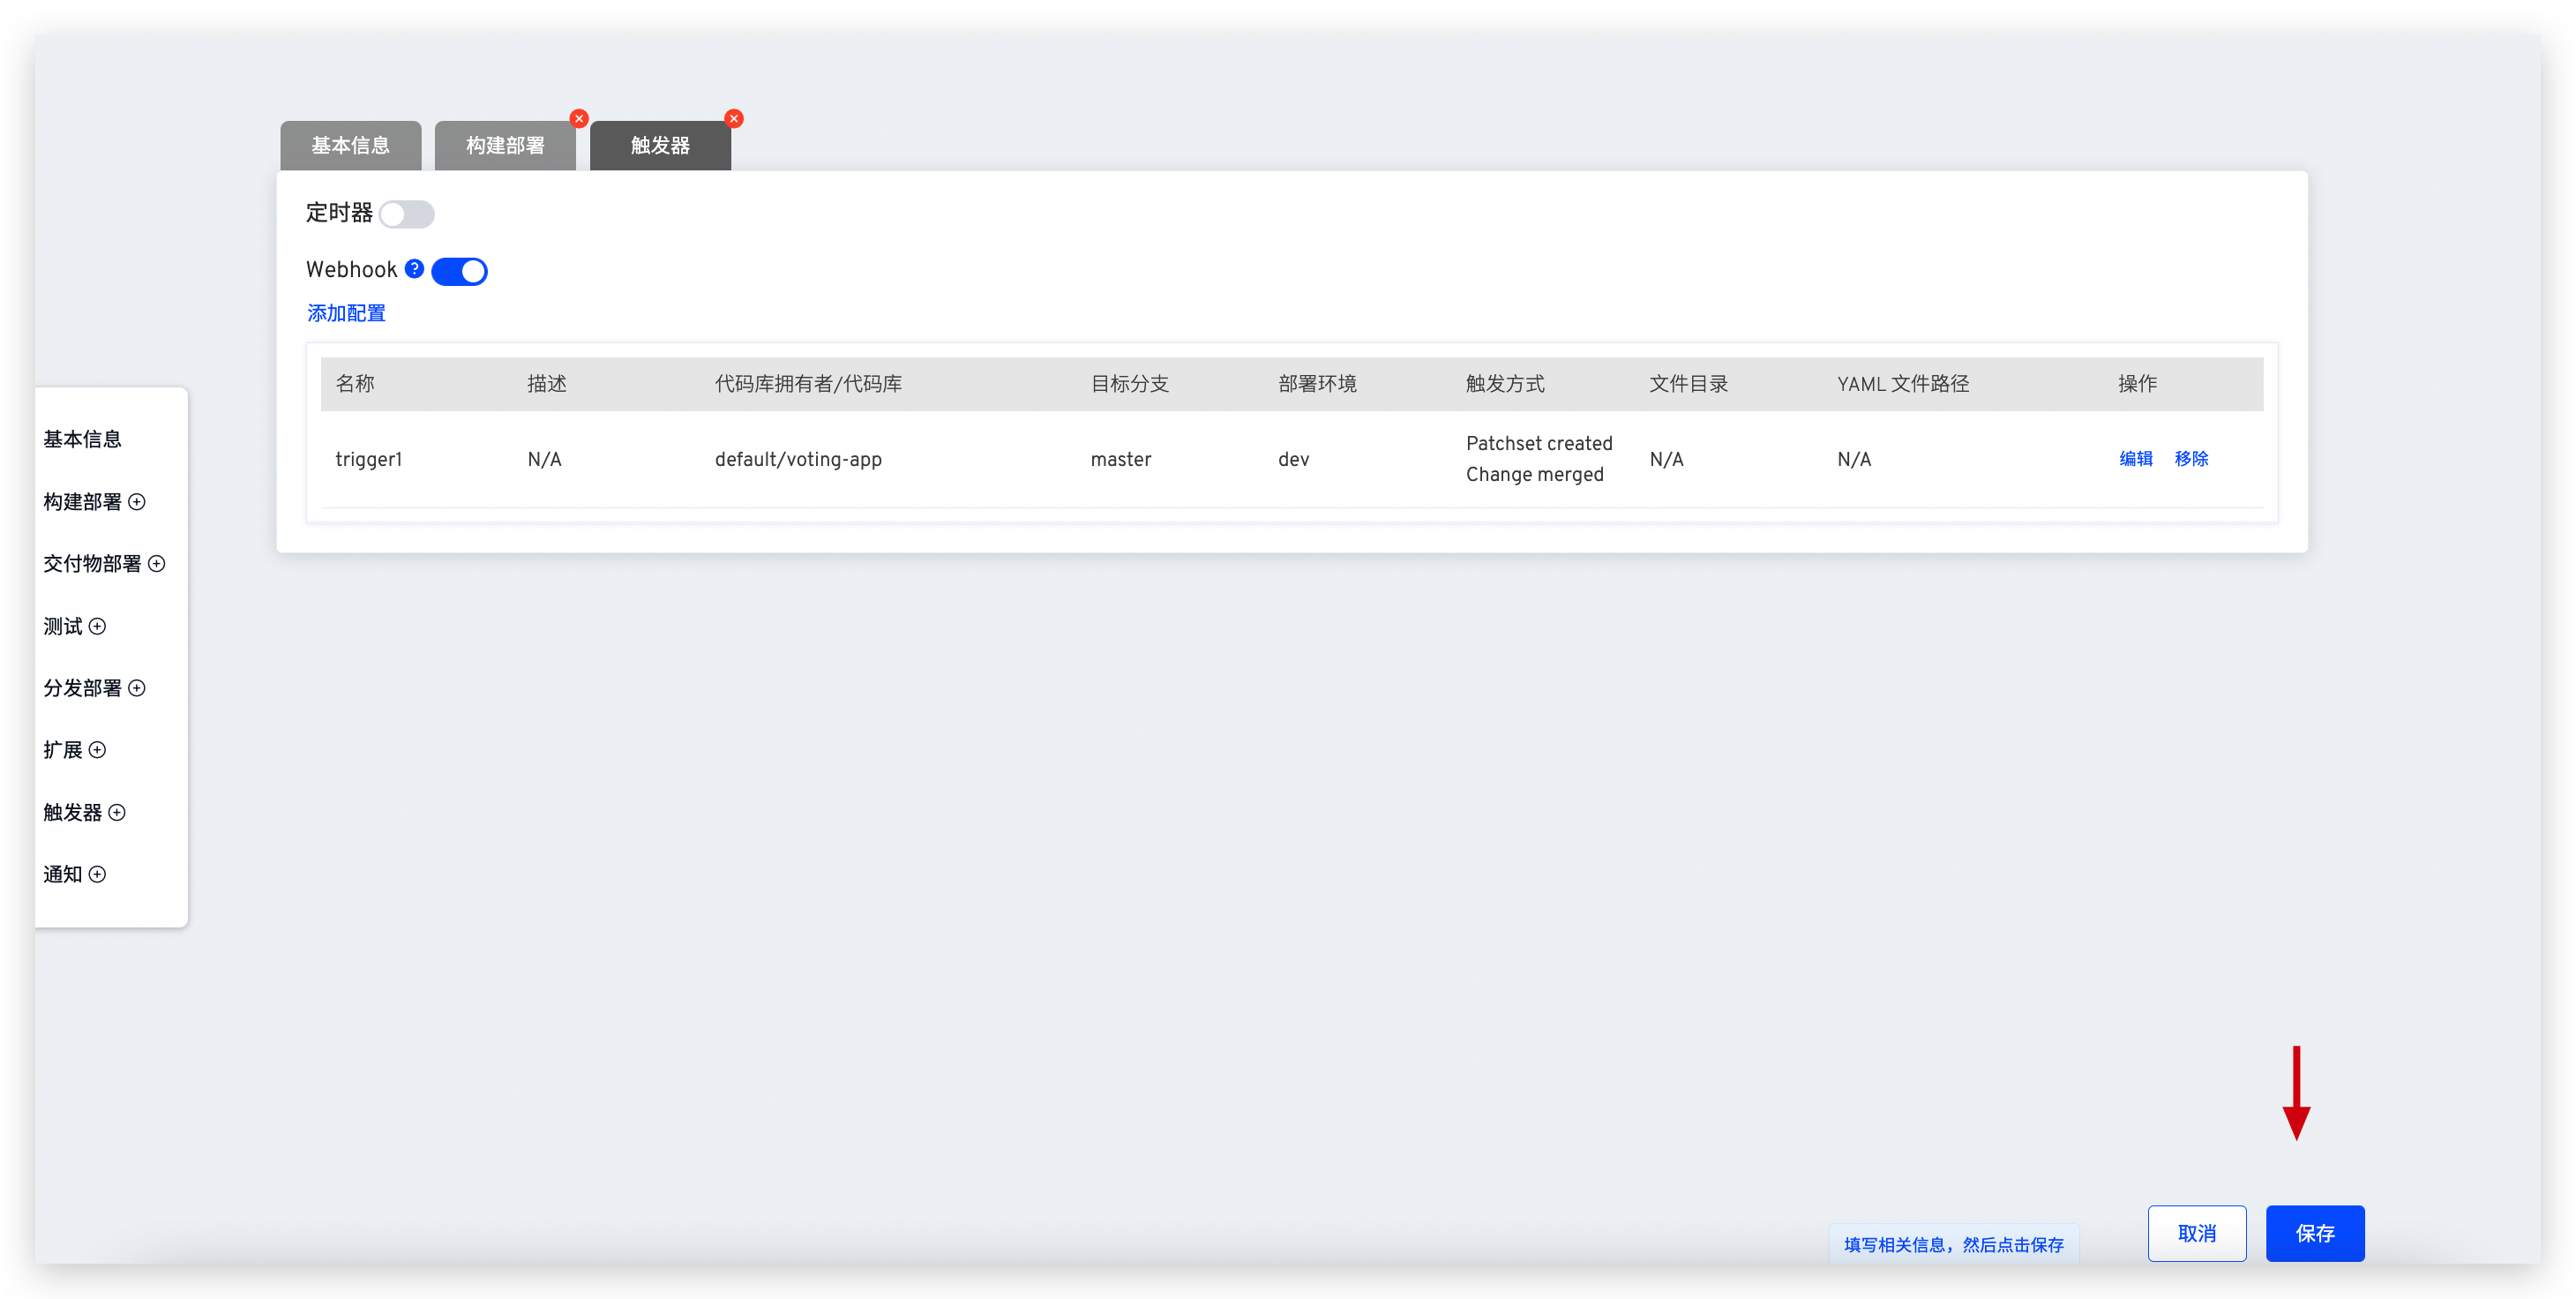 基本信息
构建部署
触发器
定时器
Webhook
添加配置
名称 描述 代码库拥有者/代码库 目标分支 部署环境 触发方式 文件目录 YAML 文件路径 操作
trigger1 N/A default/voting-app master dev Patchset created Change merged N/A N/A 编辑 移除
基本信息
构建部署
交付物部署
测试
分发部署
扩展
触发器
通知
填写相关信息，然后点击保存
取消
保存